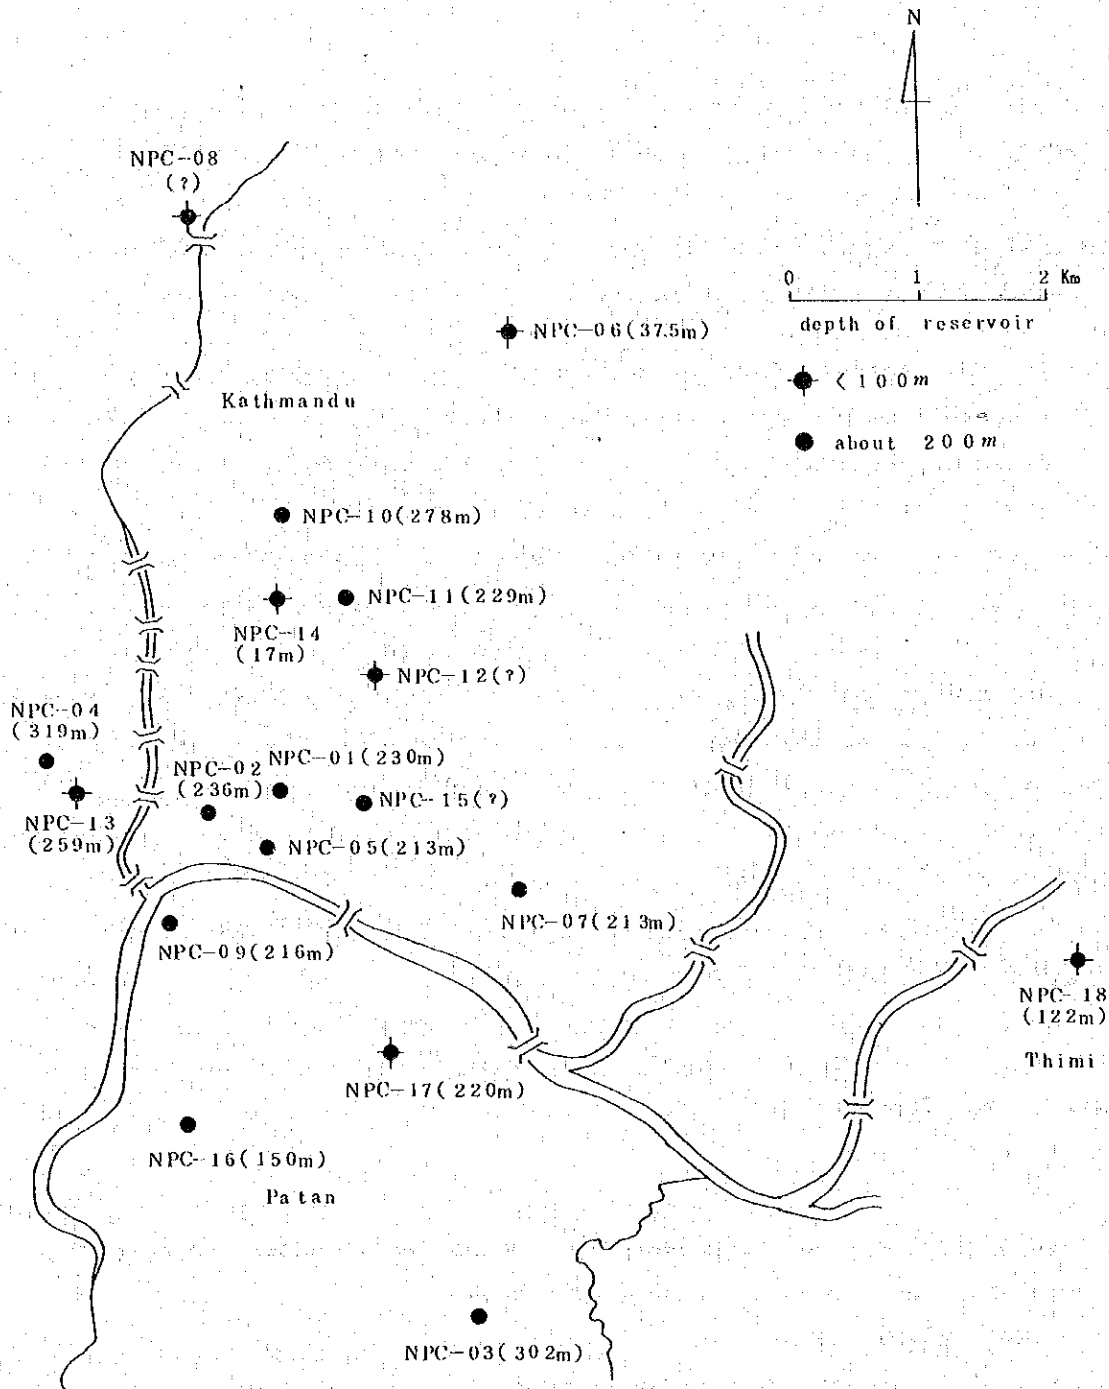 N
NPC-08
(?)
0 1 2 Km
depth of reservoir
NPC-06(37.5m)
<100m
Kathmandu
about 200m
NPC-10(278m)
NPC-11(229m)
NPC-14
(17m)
NPC-12(?)
NPC-04
(319m)
NPC-01(230m)
NPC-02
(236m)
NPC-15(?)
NPC-13
(259m)
NPC-05(213m)
NPC-07(213m)
NPC-09(216m)
NPC-18
(122m)
Thimi
NPC-17(220m)
NPC-16(150m)
Patan
NPC-03(302m)